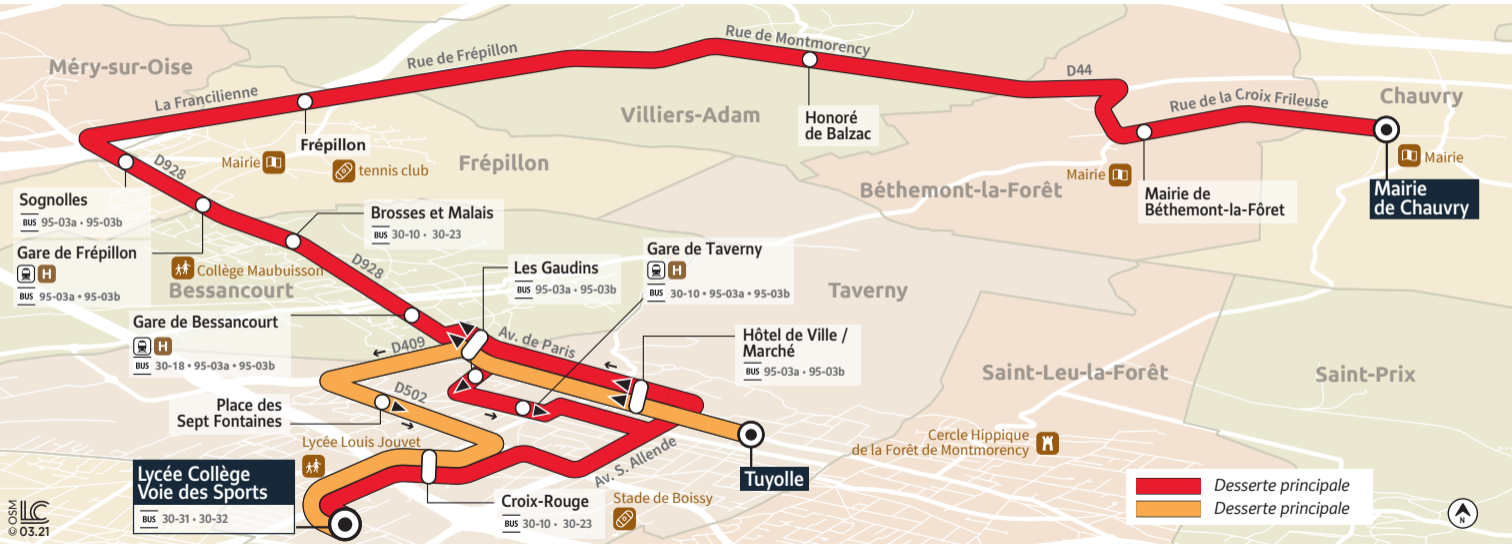 Méry-sur-Oise
La Francilienne
Rue de Frépillon
Rue de Montmorency
D44
Rue de la Croix Frileuse
Chauvry
Villiers-Adam
Honoré
de Balzac
Frépillon
Mairie
tennis club
Frépillon
D928
Sognolles
BUS 95-03a • 95-03b
Gare de Frépillon
H
BUS 95-03a • 95-03b
Brosses et Malais
BUS 30-10 • 30-23
Collège Maubuisson
Bessancourt
D928
Béthemont-la-Forêt
Mairie
Mairie de
Béthemont-la-Fôret
Mairie
Mairie
de Chauvry
Les Gaudins
BUS 95-03a • 95-03b
Gare de Taverny
H
BUS 30-10 • 95-03a • 95-03b
Taverny
Gare de Bessancourt
H
BUS 30-18 • 95-03a • 95-03b
D409
Av. de Paris
Hôtel de Ville /
Marché
BUS 95-03a • 95-03b
Saint-Leu-la-Forêt
Saint-Prix
D502
Place des
Sept Fontaines
Lycée Louis Jouvet
Lycée Collège
Voie des Sports
BUS 30-31 • 30-32
Croix-Rouge
BUS 30-10 • 30-23
Av. S. Allende
Stade de Boissy
Tuyolle
Cercle Hippique
de la Forêt de Montmorency
Desserte principale
Desserte principale
N
© OSM
LC
03.21